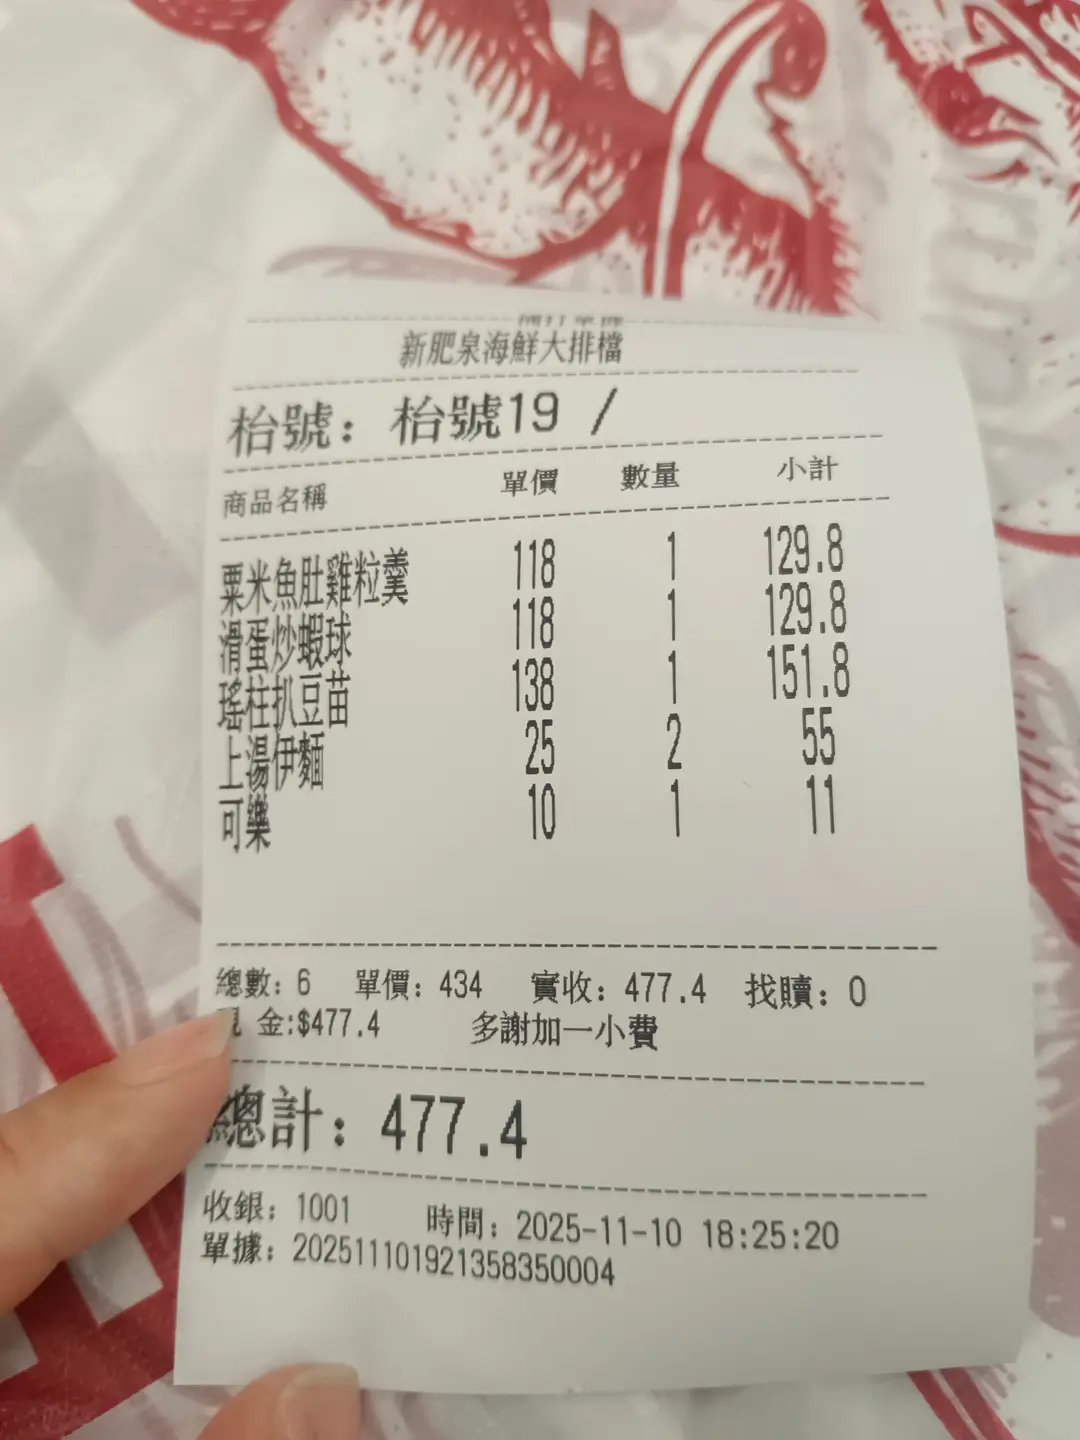 新肥泉海鮮大排檔
枱號：枱號19 /
商品名稱 單價 數量 小計
粟米魚肚雞粒羹 118 1 129.8
滑蛋炒蝦球 118 1 129.8
瑤柱扒豆苗 138 1 151.8
上湯伊麵 25 2 55
可樂 10 1 11
總數：6 單價：434 實收：477.4 找贖：0
現 金:$477.4 多謝加一小費
總計：477.4
收銀：1001 時間：2025-11-10 18:25:20
單據：202511101921358350004